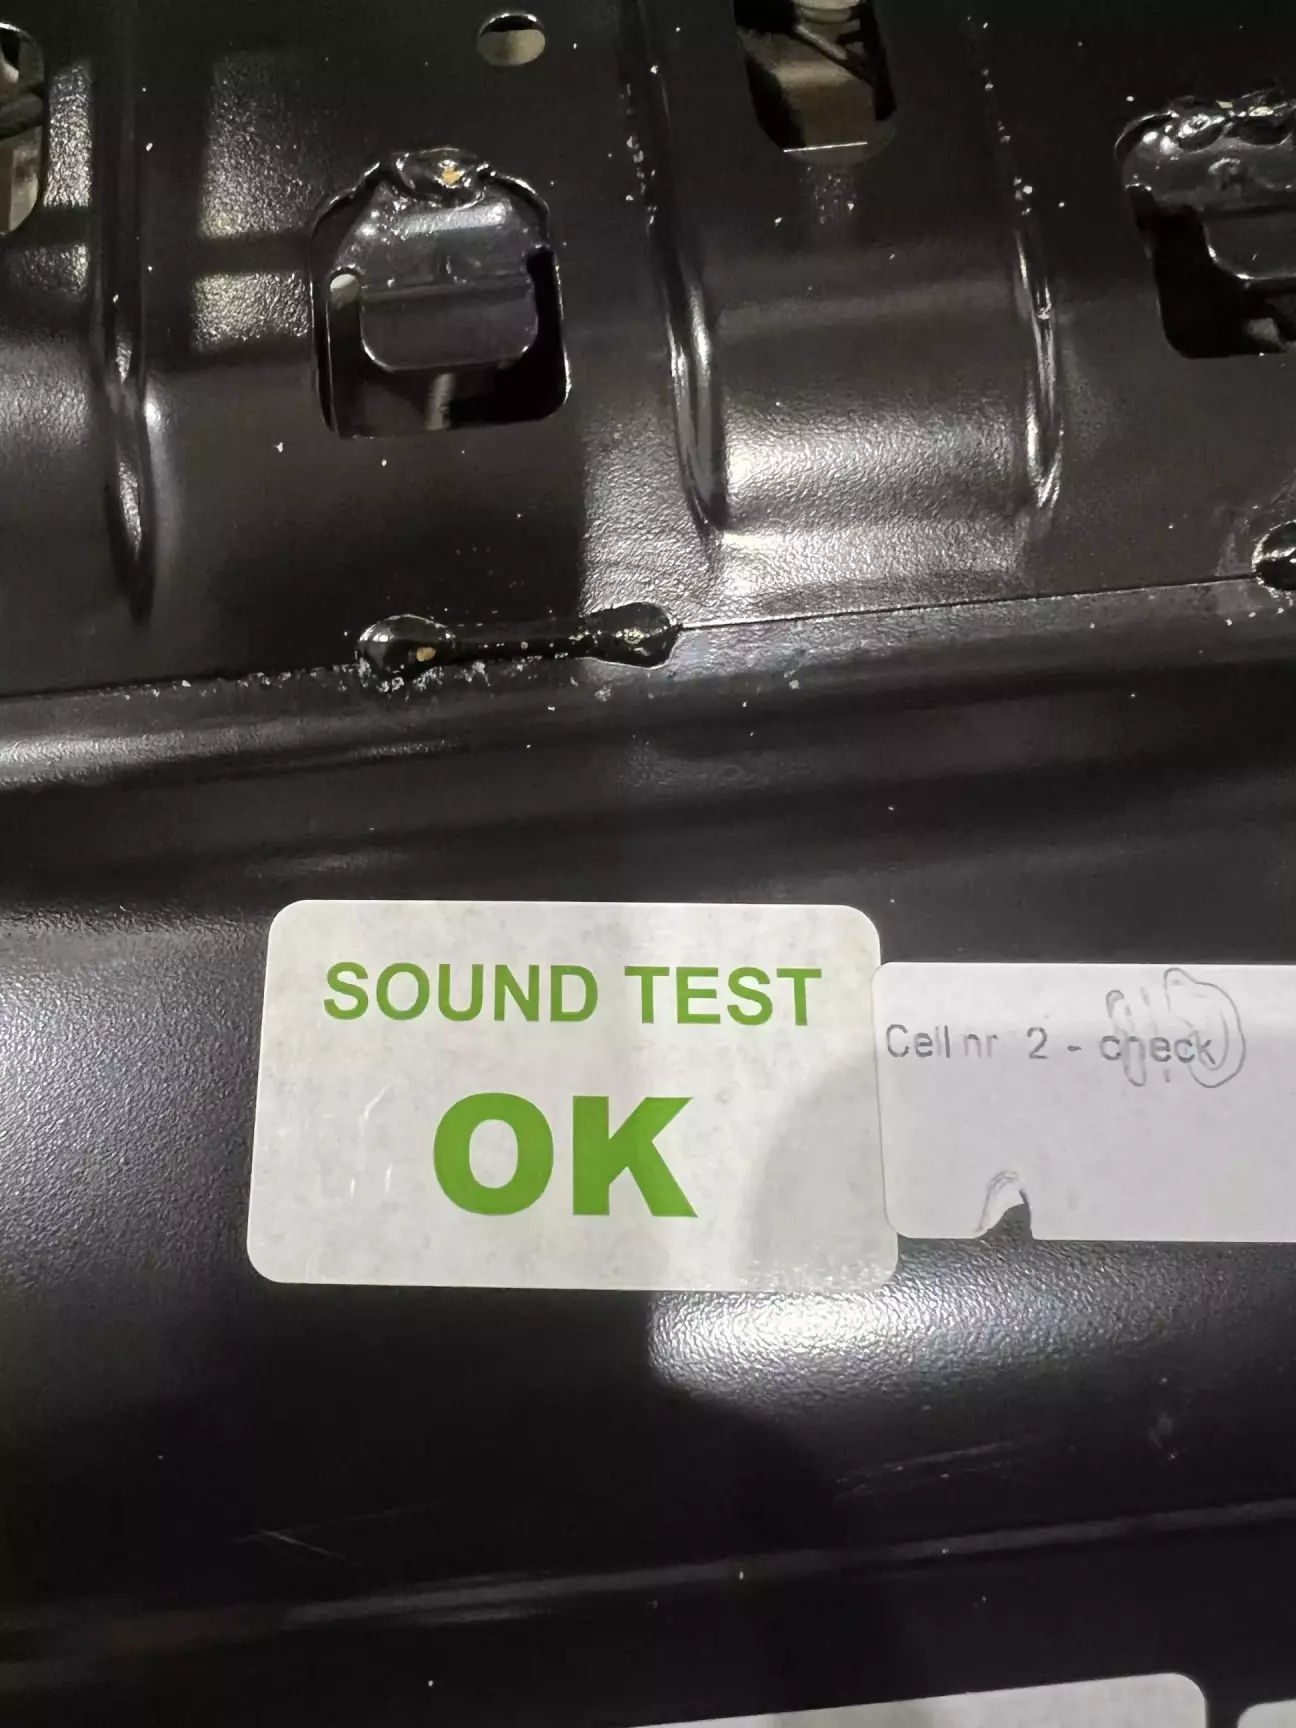 SOUND TEST
OK
Cell nr 2 - check